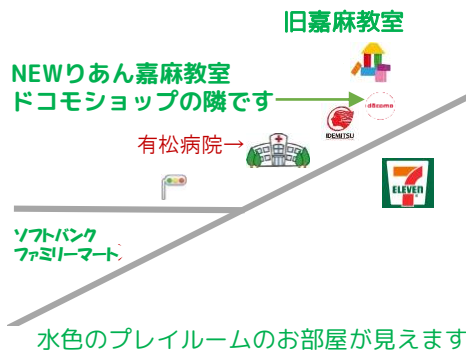 旧嘉麻教室
NEWりあん嘉麻教室
ドコモショップの隣です
döcomo
IDEMITSU
有松病院→
7
ELEVEN
ソフトバンク
ファミリーマート
水色のプレイルームのお部屋が見えます